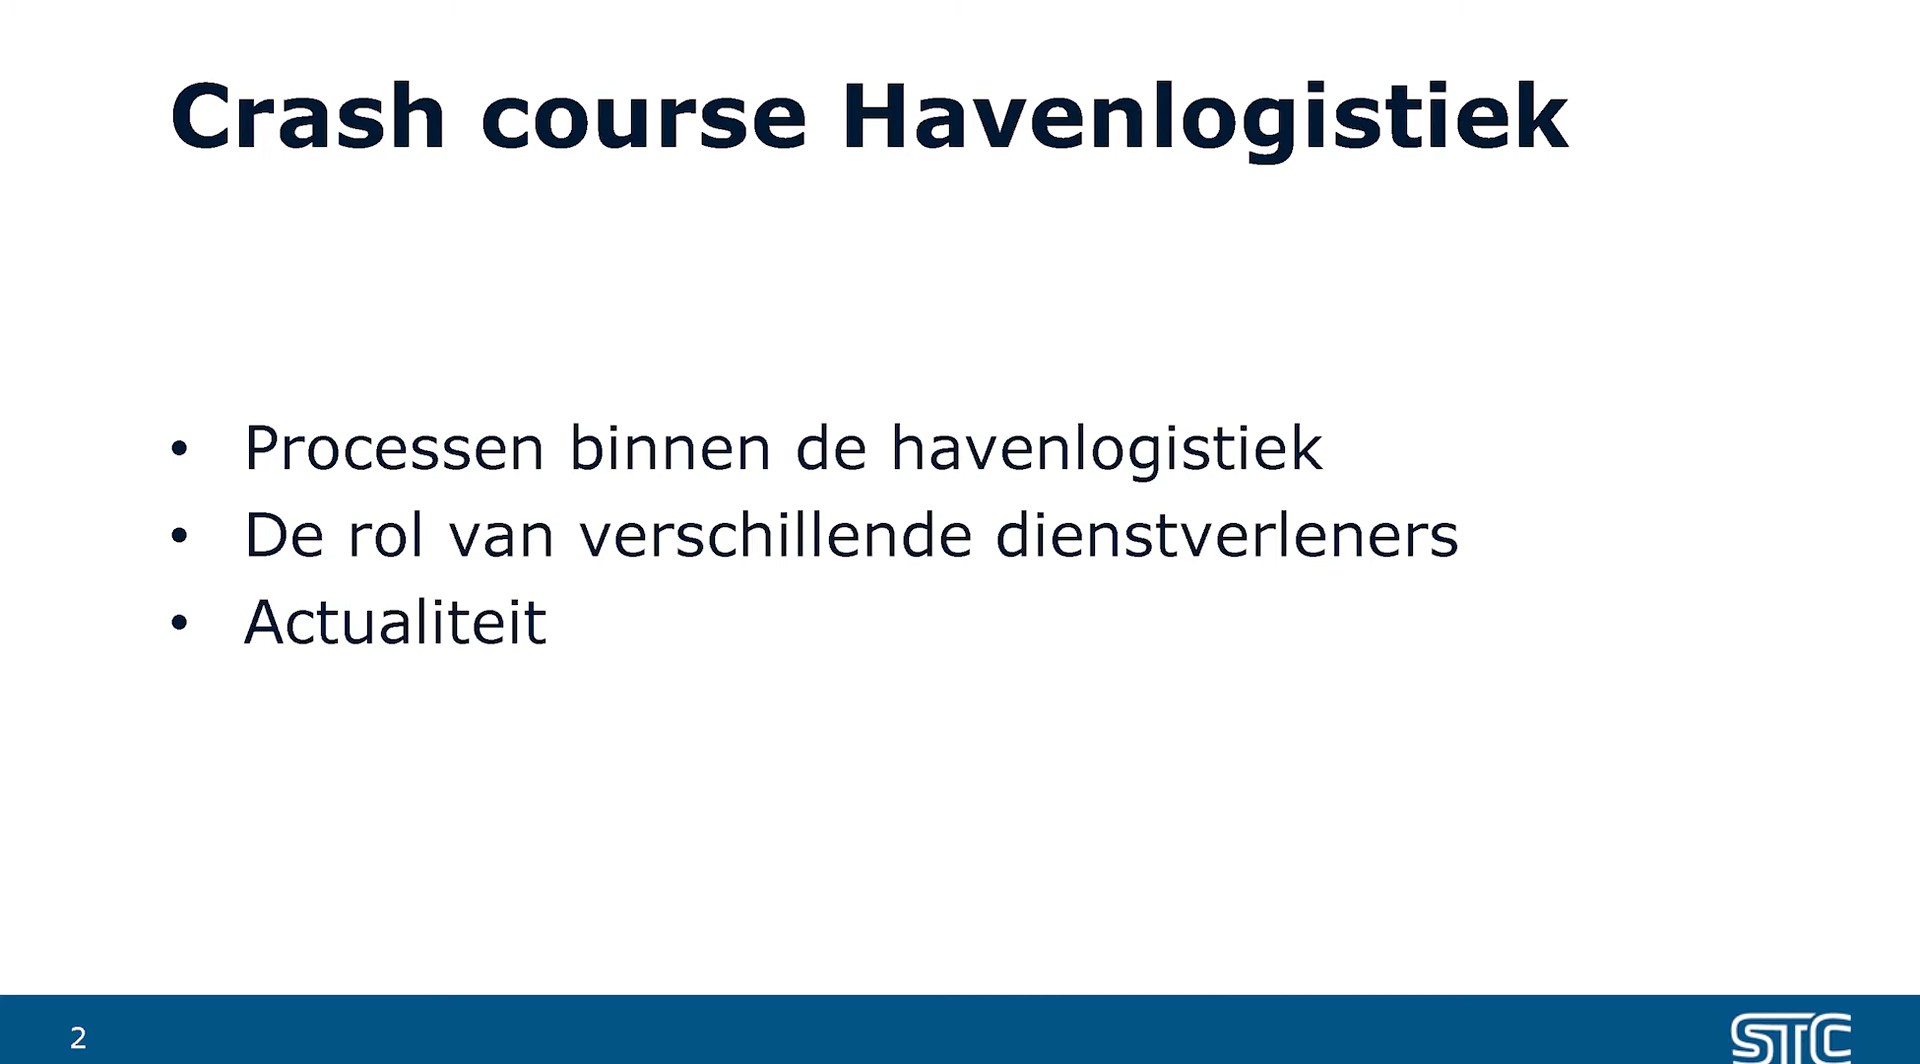 Crash course Havenlogistiek
• Processen binnen de havenlogistiek
• De rol van verschillende dienstverleners
• Actualiteit
2
STC